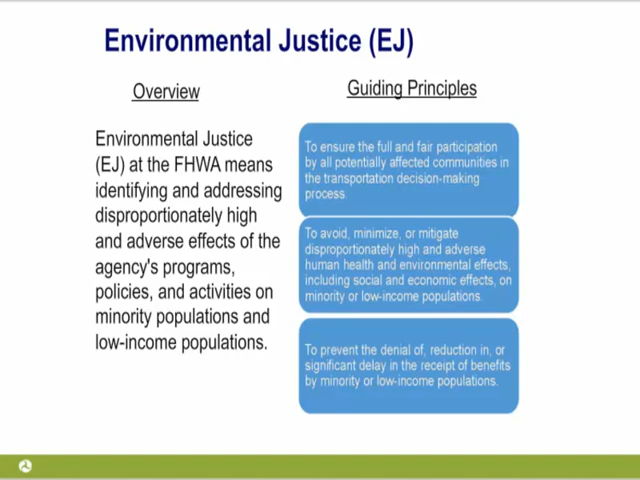 Environmental Justice (EJ)
Overview
Environmental Justice
(EJ) at the FHWA means
identifying and addressing
disproportionately high
and adverse effects of the
agency's programs,
policies, and activities on
minority populations and
low-income populations.
Guiding Principles
To ensure the full and fair participation
by all potentially affected communities in
the transportation decision-making
process.
To avoid, minimize, or mitigate
disproportionately high and adverse
human health and environmental effects,
including social and economic effects, on
minority or low-income populations.
To prevent the denial of, reduction in, or
significant delay in the receipt of benefits
by minority or low-income populations.